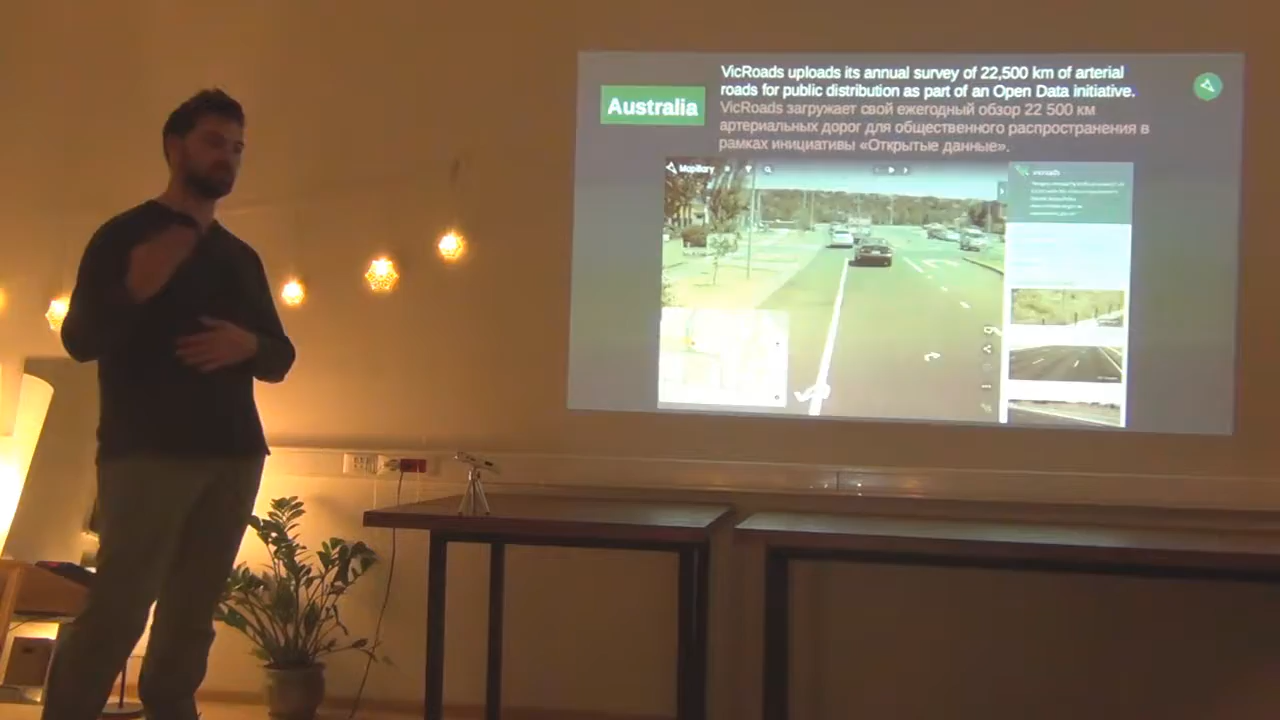 VicRoads uploads its annual survey of 22,500 km of arterial
roads for public distribution as part of an Open Data initiative.
Australia
VicRoads загружает свой ежегодный обзор 22 500 км
артериальных дорог для общественного распространения в
рамках инициативы «Открытые данные».
Mapillary
vicroads